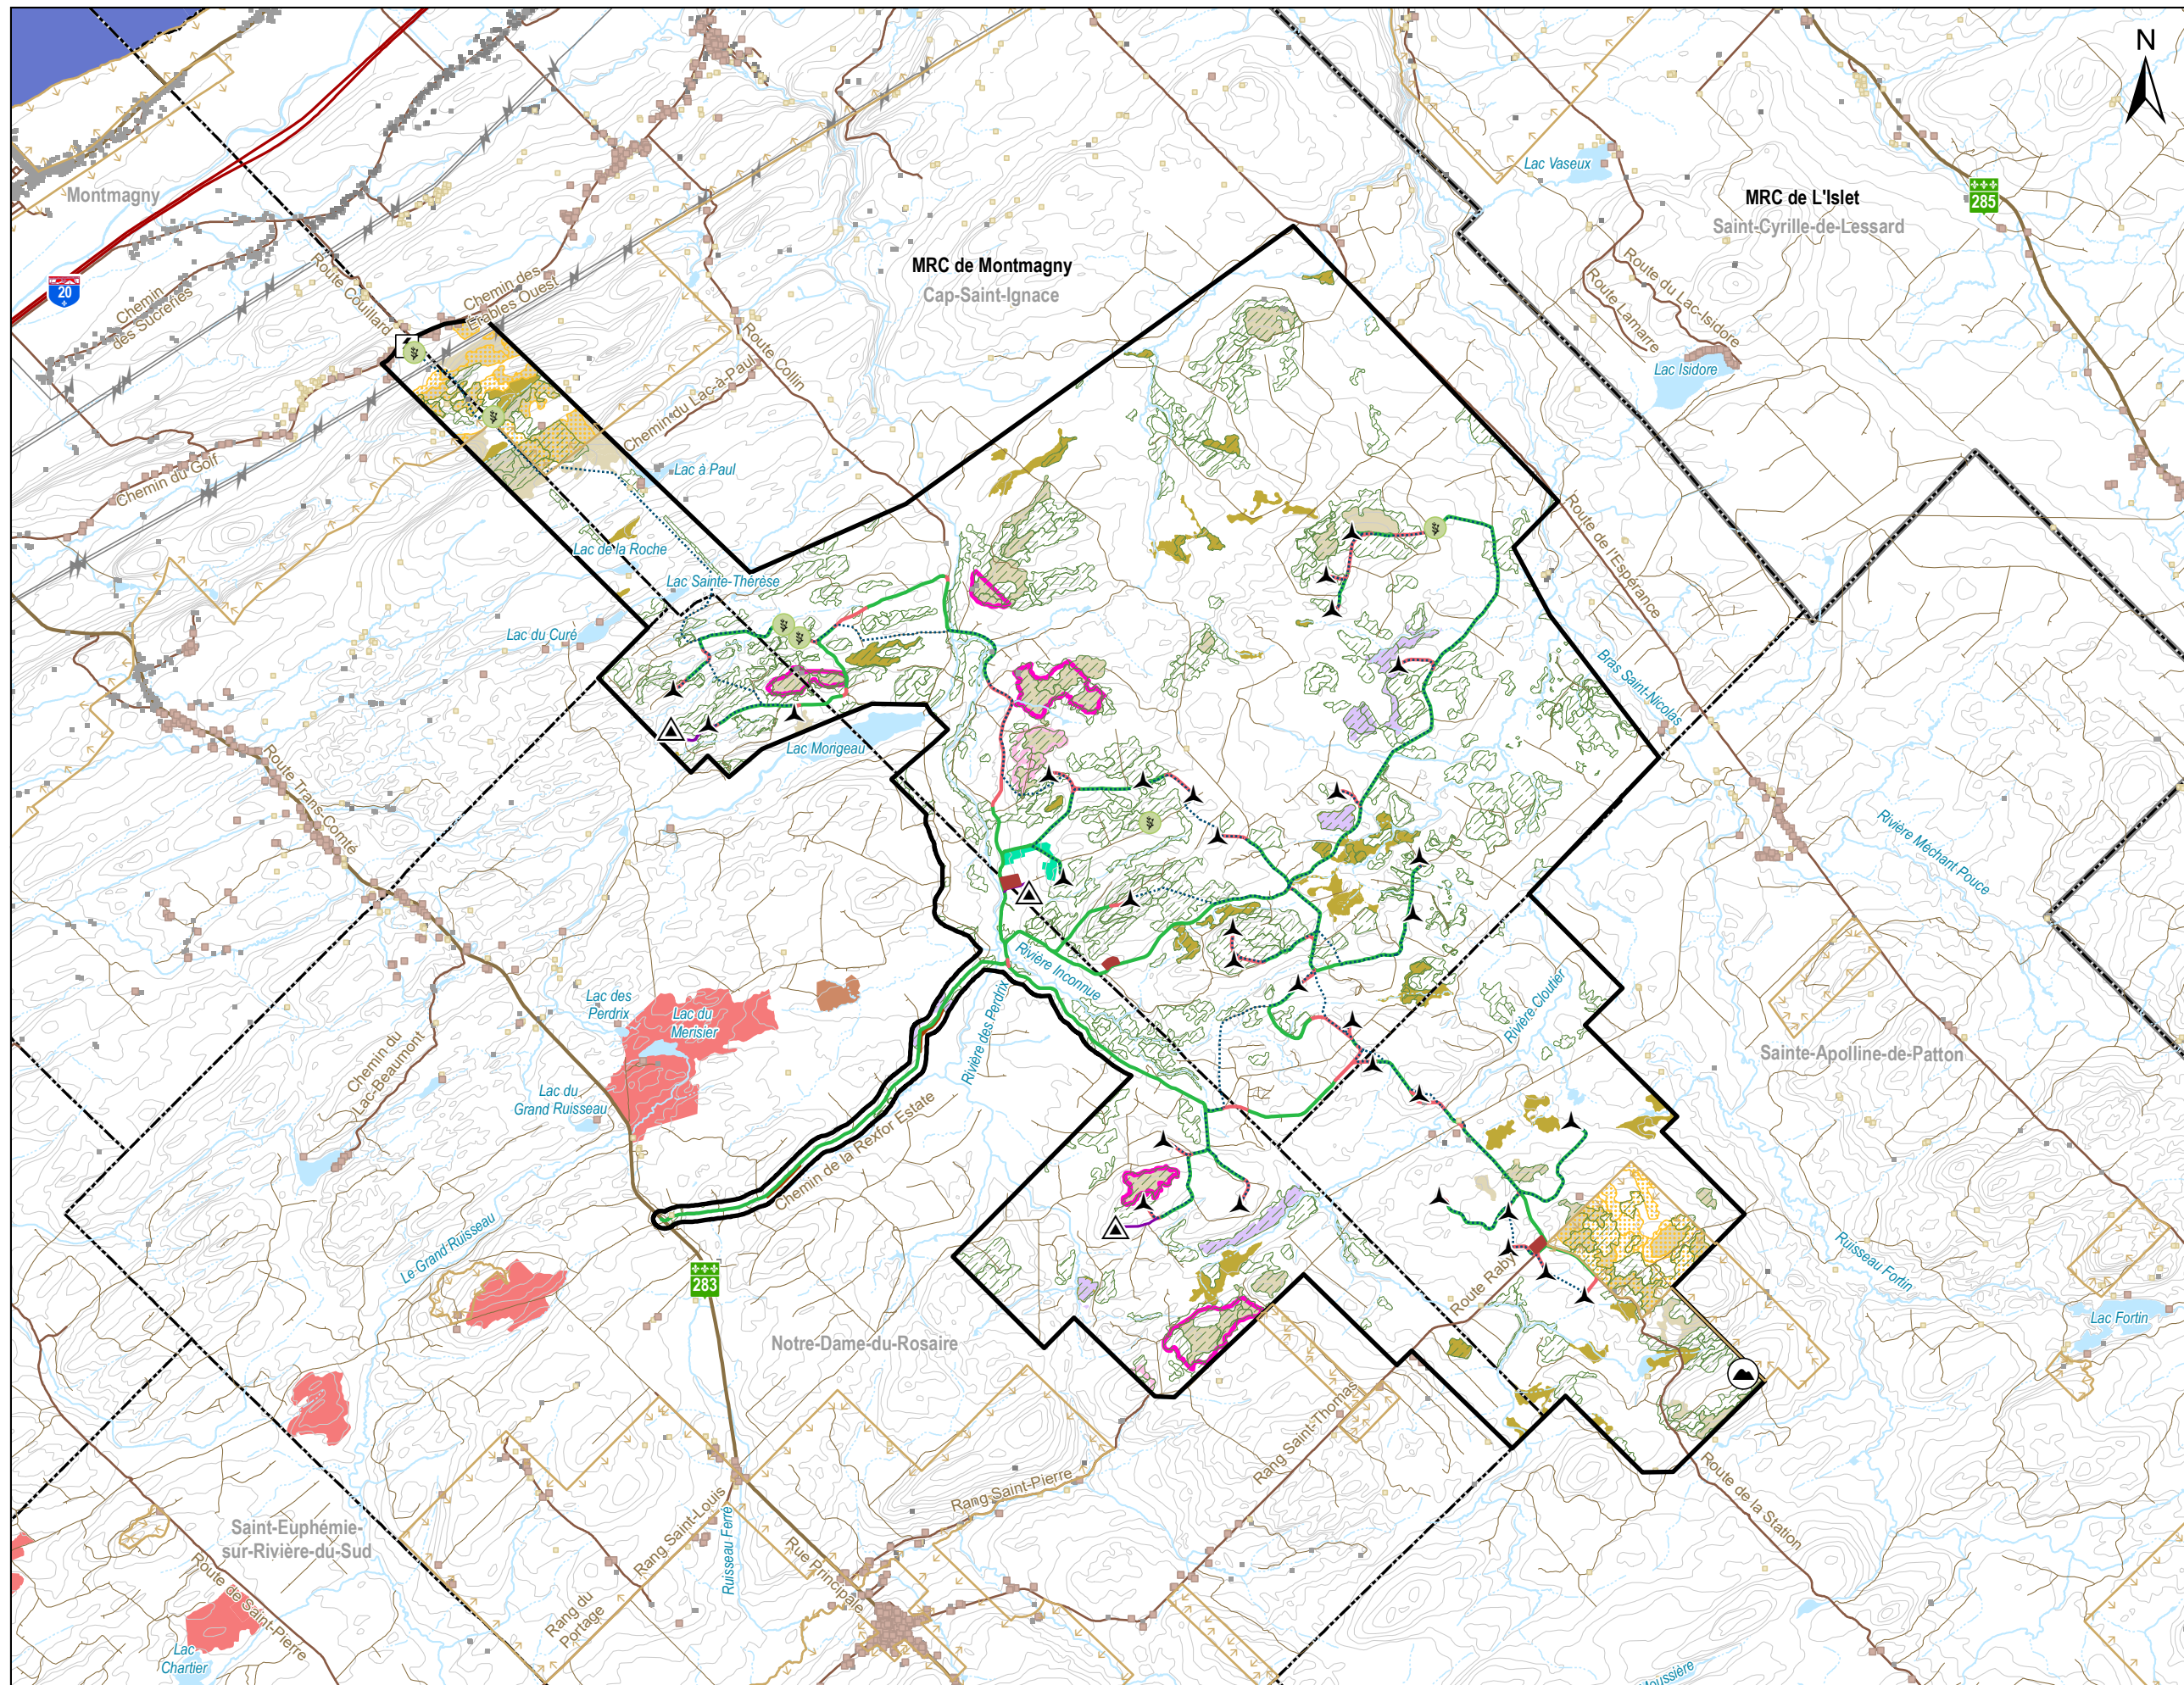 N
Lac Vaseux
MRC de L'Islet
Saint-Cyrille-de-Lessard
285
Montmagny
MRC de Montmagny
Cap-Saint-Ignace
20
Chemin
des Sucreries
Route Couillard
Chemin des
Érables Ouest
Route Collin
Route du Lac-Isidore
Route Lamarre
Lac Isidore
Chemin du Lac-à-Paul
Chemin du Golf
Lac à Paul
Lac de la Roche
Lac Sainte-Thérèse
Route de l'Espérance
Lac du Curé
Bras Saint-Nicolas
Lac Morigeau
Route Trans-Comté
Rivière Méchant Pouce
Rivière Inconnue
Lac des
Perdrix
Lac du
Merisier
Rivière des Perdrix
Rivière Cloutier
Sainte-Apolline-de-Patton
Chemin du
Lac-Beaumont
Lac du
Grand Ruisseau
Chemin de la Rexfor Estate
Le Grand Ruisseau
283
Route Raby
Ruisseau Fortin
Lac Fortin
Notre-Dame-du-Rosaire
Rang Saint-Thomas
Rang Saint-Pierre
Route de la Station
Rang Saint-Louis
Ruisseau Ferré
Rue Principale
Saint-Euphémie-
sur-Rivière-du-Sud
Route de Saint-Pierre
Rang du
Portage
Lac
Chartier